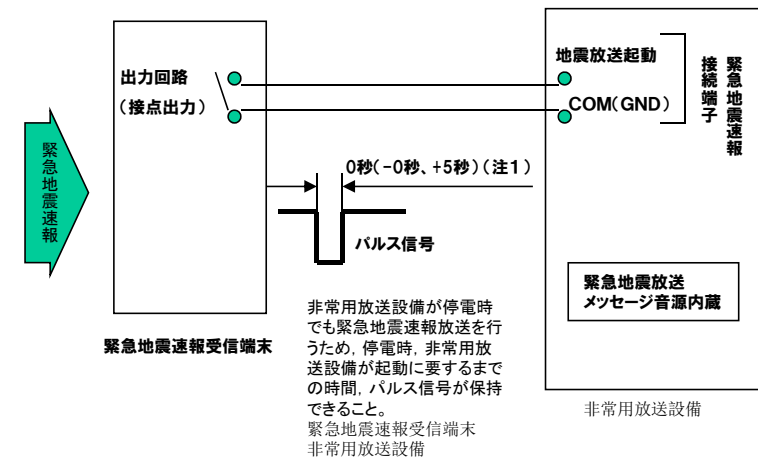 緊急地震速報
出力回路
（接点出力）
地震放送起動
COM（GND）
緊急地震速報
接続端子
0秒（−0秒、+5秒）（注1）
パルス信号
緊急地震放送
メッセージ音源内蔵
緊急地震速報受信端末
非常用放送設備が停電時
でも緊急地震速報放送を行
うため，停電時，非常用放
送設備が起動に要するまで
の時間，パルス信号が保持
できること。
緊急地震速報受信端末
非常用放送設備
非常用放送設備